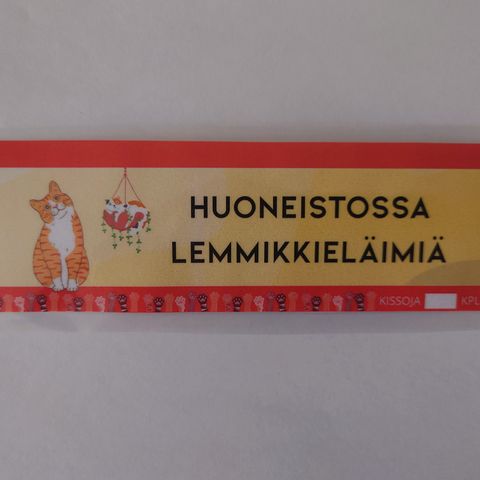 HUONEISTOSSA
LEMMIKKIELÄIMIÄ
KISSOJA KPL